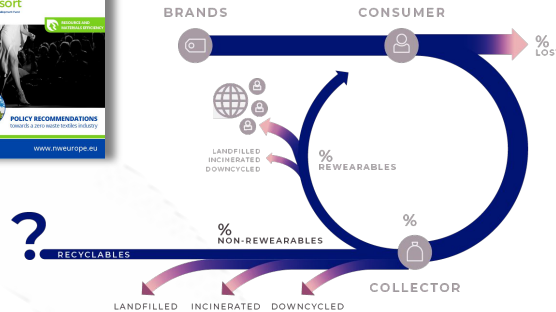 sort
RESOURCE AND
MATERIALS EFFICIENCY
POLICY RECOMMENDATIONS
towards a zero waste textiles industry
www.nweurope.eu
BRANDS
CONSUMER
%
LOS
LANDFILLED
INCINERATED
DOWNCYCLED
%
REWEARABLES
%
%
NON-REWEARABLES
?
RECYCLABLES
COLLECTOR
LANDFILLED INCINERATED DOWNCYCLED